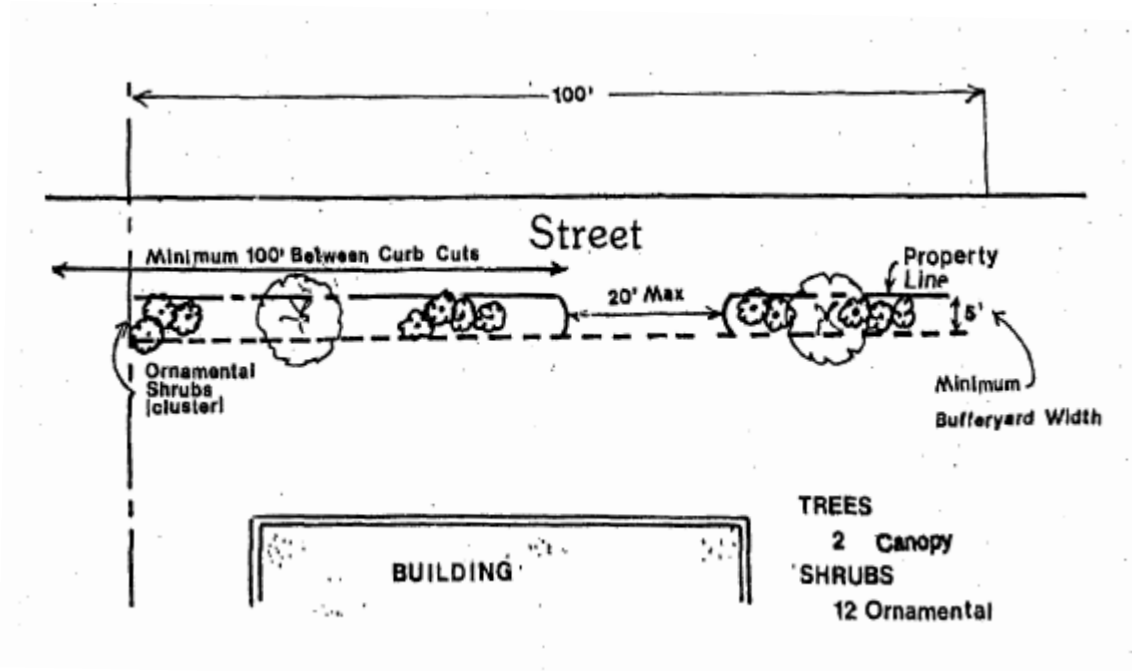 100'
Street
Minimum 100' Between Curb Cuts
Property
Line
20' Max
5'
Ornamental
Shrubs
|cluster|
Minimum
Bufferyard Width
TREES
2 Canopy
SHRUBS
12 Ornamental
BUILDING